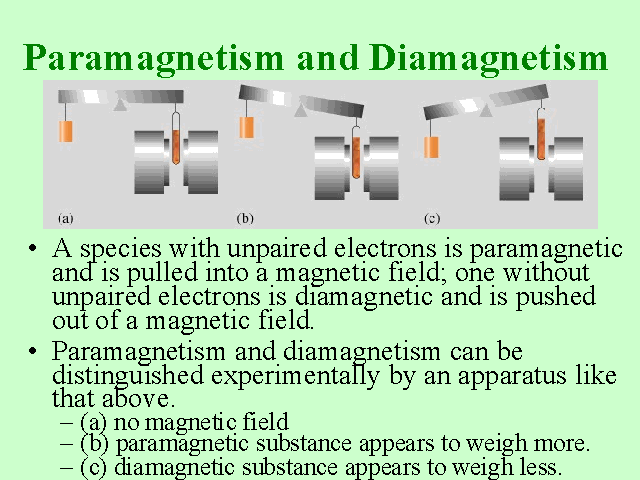 Paramagnetism and Diamagnetism
(a)
(b)
(c)
• A species with unpaired electrons is paramagnetic
and is pulled into a magnetic field; one without
unpaired electrons is diamagnetic and is pushed
out of a magnetic field.
• Paramagnetism and diamagnetism can be
distinguished experimentally by an apparatus like
that above.
– (a) no magnetic field
– (b) paramagnetic substance appears to weigh more.
– (c) diamagnetic substance appears to weigh less.